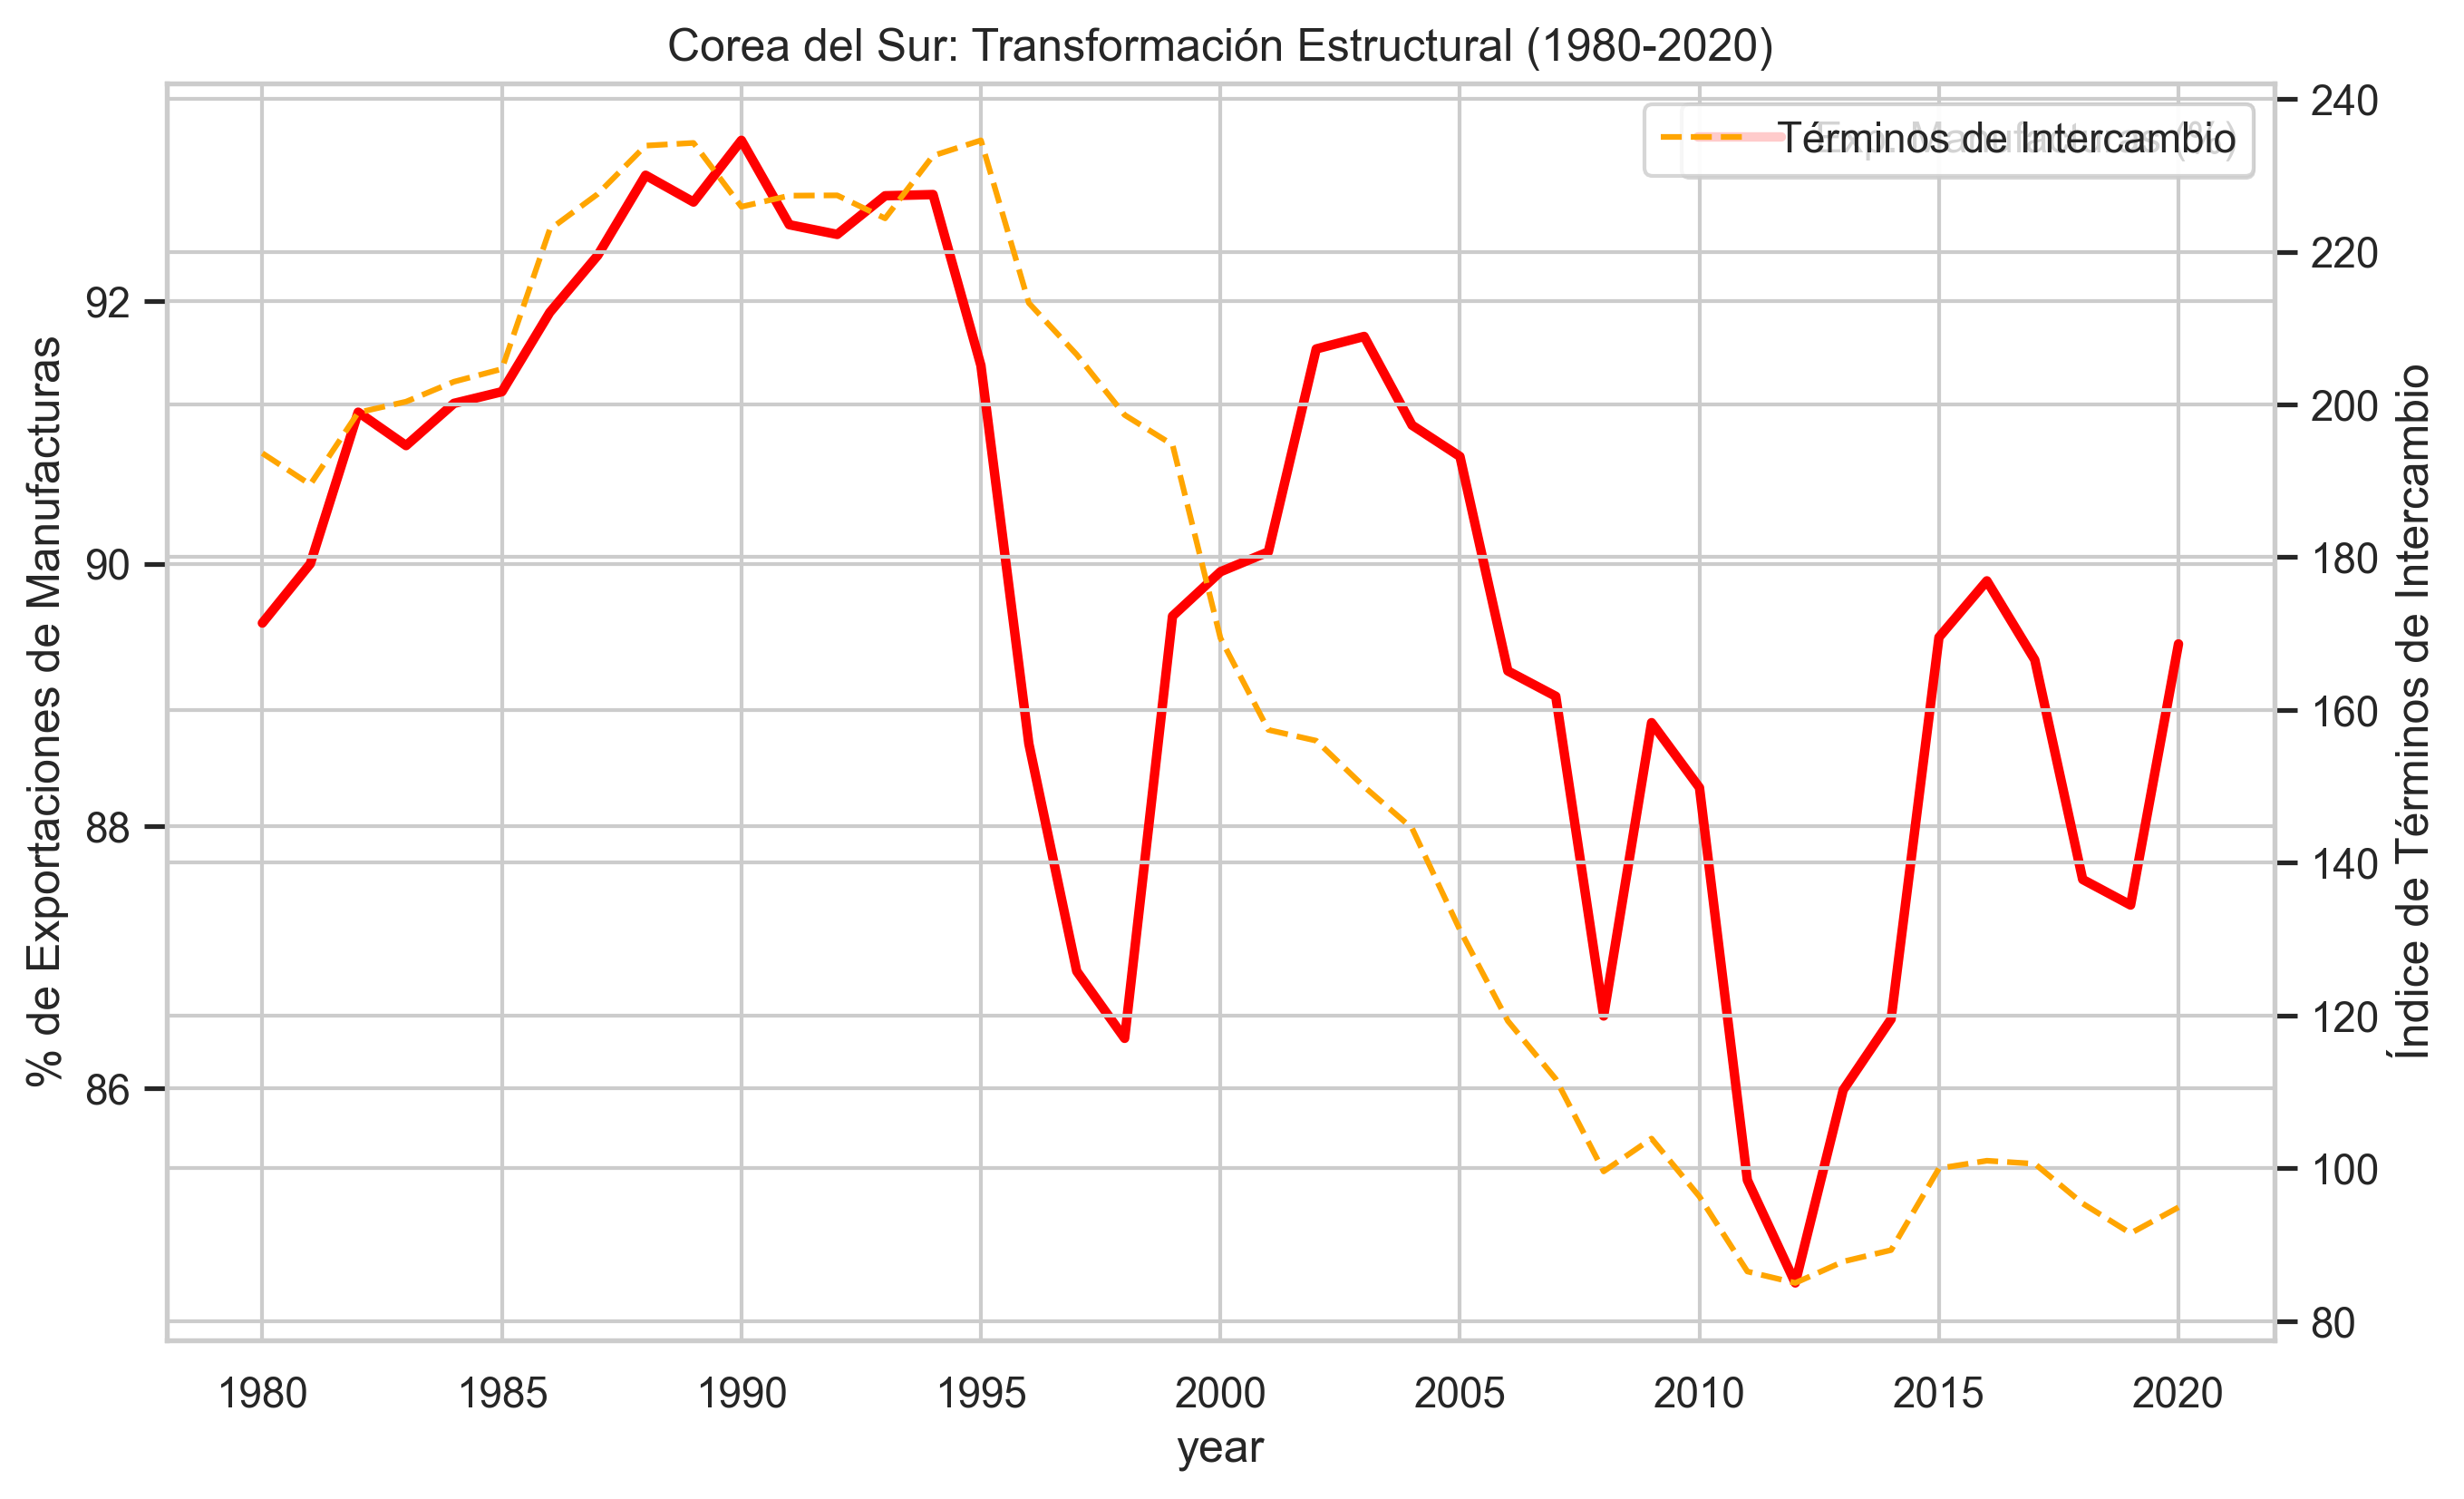 Corea del Sur: Transformación Estructural (1980-2020)
Términos de Intercambio
Exp. Manufacturas (%)
% de Exportaciones de Manufacturas
92
90
88
86
Índice de Términos de Intercambio
240
220
200
180
160
140
120
100
80
1980 1985 1990 1995 2000 2005 2010 2015 2020
year